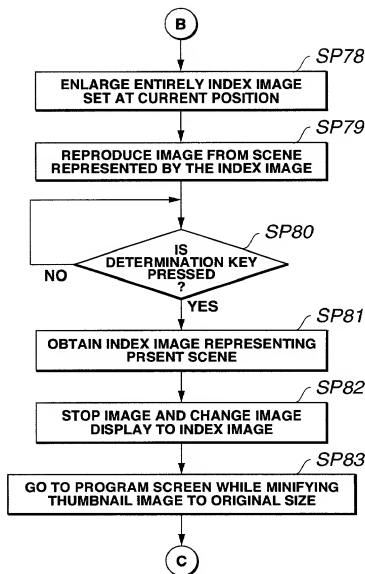 B
SP78
ENLARGE ENTIRELY INDEX IMAGE
SET AT CURRENT POSITION
SP79
REPRODUCE IMAGE FROM SCENE
REPRESENTED BY THE INDEX IMAGE
SP80
IS
DETERMINATION KEY
PRESSED
?
NO
YES
SP81
OBTAIN INDEX IMAGE REPRESENTING
PRSENT SCENE
SP82
STOP IMAGE AND CHANGE IMAGE
DISPLAY TO INDEX IMAGE
SP83
GO TO PROGRAM SCREEN WHILE MINIFYING
THUMBNAIL IMAGE TO ORIGINAL SIZE
C